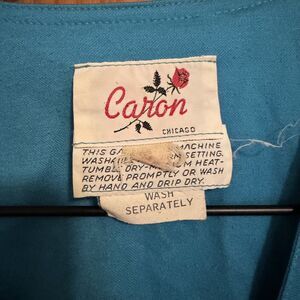 Caron
CHICAGO
THIS GA MACHINE
WASH SETTING.
TUMBLE DRY- M HEAT-
REMOVE PROMPTLY OR WASH
BY HAND AND DRIP DRY.
WASH
SEPARATELY